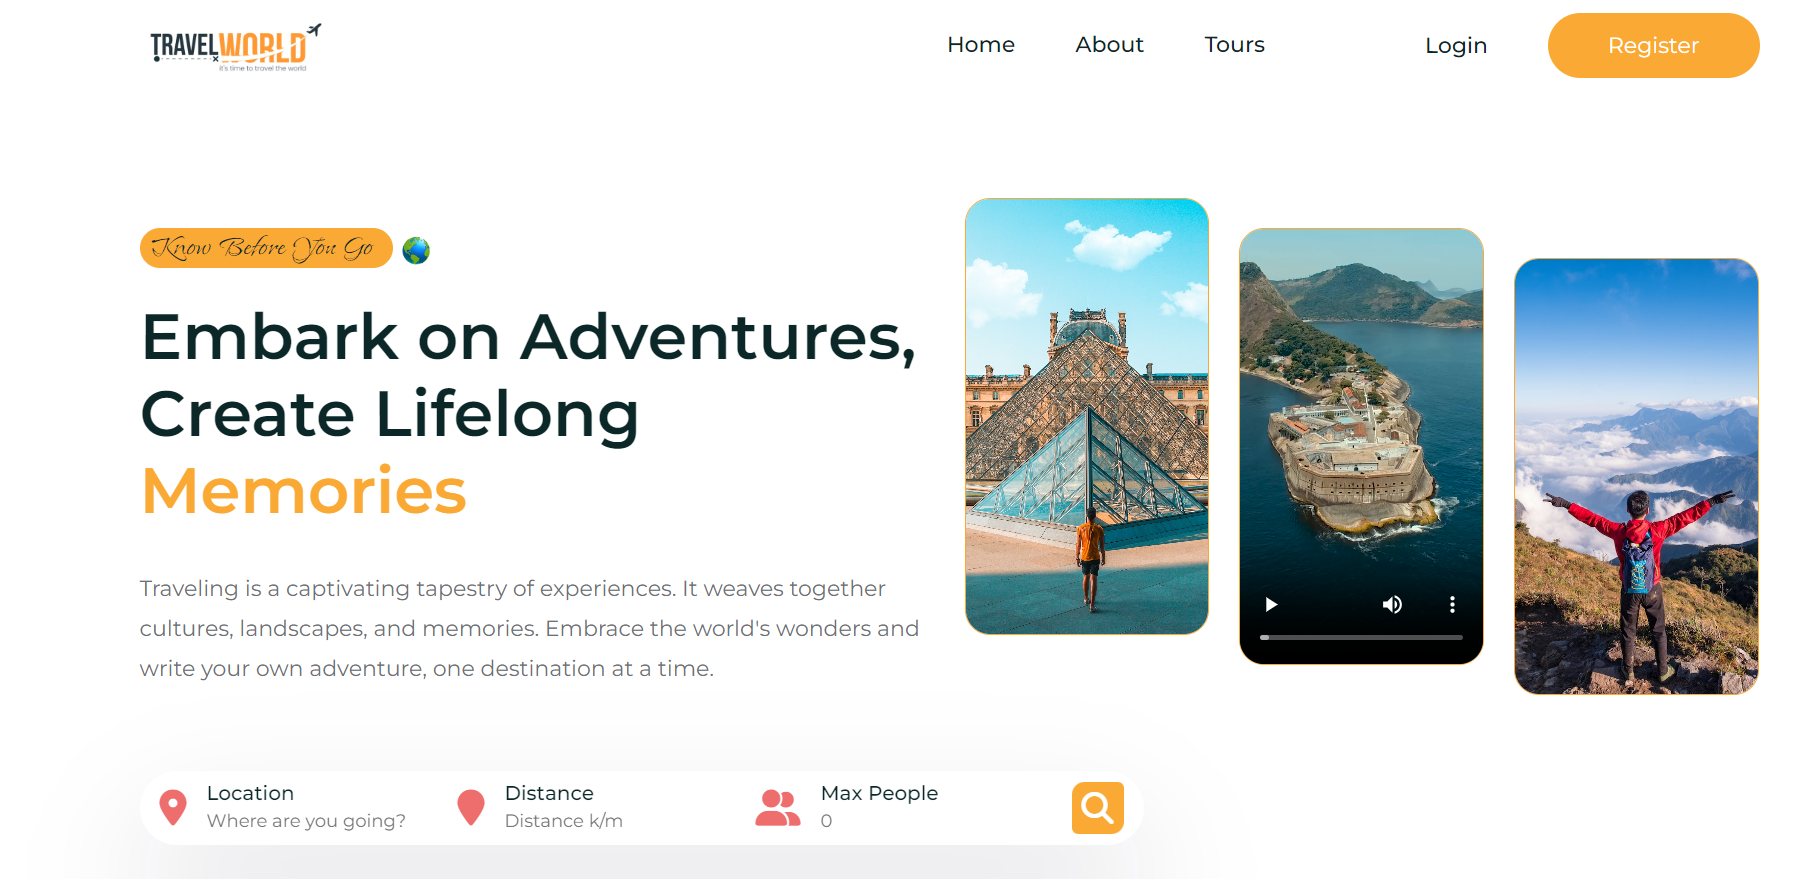 TRAVELWORLD
it's time to travel the world
Home About Tours Login Register
Know Before You Go
Embark on Adventures,
Create Lifelong
Memories
Traveling is a captivating tapestry of experiences. It weaves together
cultures, landscapes, and memories. Embrace the world's wonders and
write your own adventure, one destination at a time.
Location
Where are you going?
Distance
Distance k/m
Max People
0